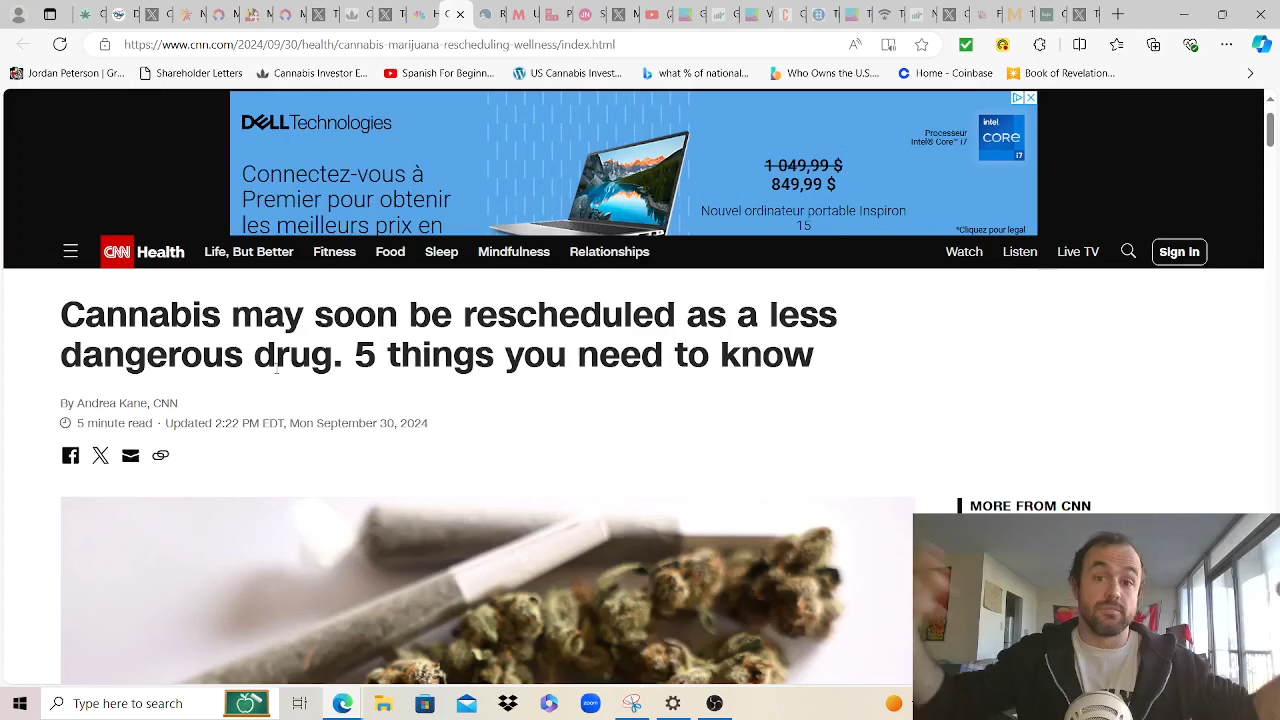 https://www.cnn.com/2024/0/30/health/cannabis-marijuana-rescheduling-wellness/index.html
Jordan Peterson | Gr...
Shareholder Letters
Cannabis Investor E...
Spanish For Beginn...
US Cannabis Invest...
what % of national...
Who Owns the U.S....
Home - Coinbase
Book of Revelation...
DELLTechnologies
Connectez-vous à
Premier pour obtenir
les meilleurs prix en
1 049,99 $
849,99 $
Nouvel ordinateur portable Inspiron
15
Processeur
Intel® Core™ i7
intel
CORE
i7
*Cliquez pour legal
CNN Health
Life, But Better
Fitness
Food
Sleep
Mindfulness
Relationships
Watch
Listen
Live TV
Sign In
Cannabis may soon be rescheduled as a less
dangerous drug. 5 things you need to know
By Andrea Kane, CNN
5 minute read · Updated 2:22 PM EDT, Mon September 30, 2024
MORE FROM CNN
Type here to search
zoom